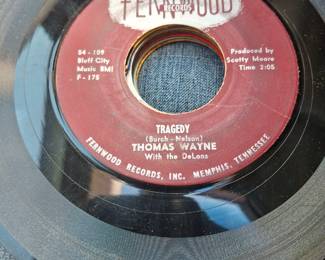 FERNWOOD
RECORDS
54 - 109
Bluff City
Music BMI
F - 175
Produced by
Scotty Moore
Time 2:05
TRAGEDY
(Burch - Nelson)
THOMAS WAYNE
With the DeLons
FERNWOOD RECORDS, INC. MEMPHIS, TENNESSEE